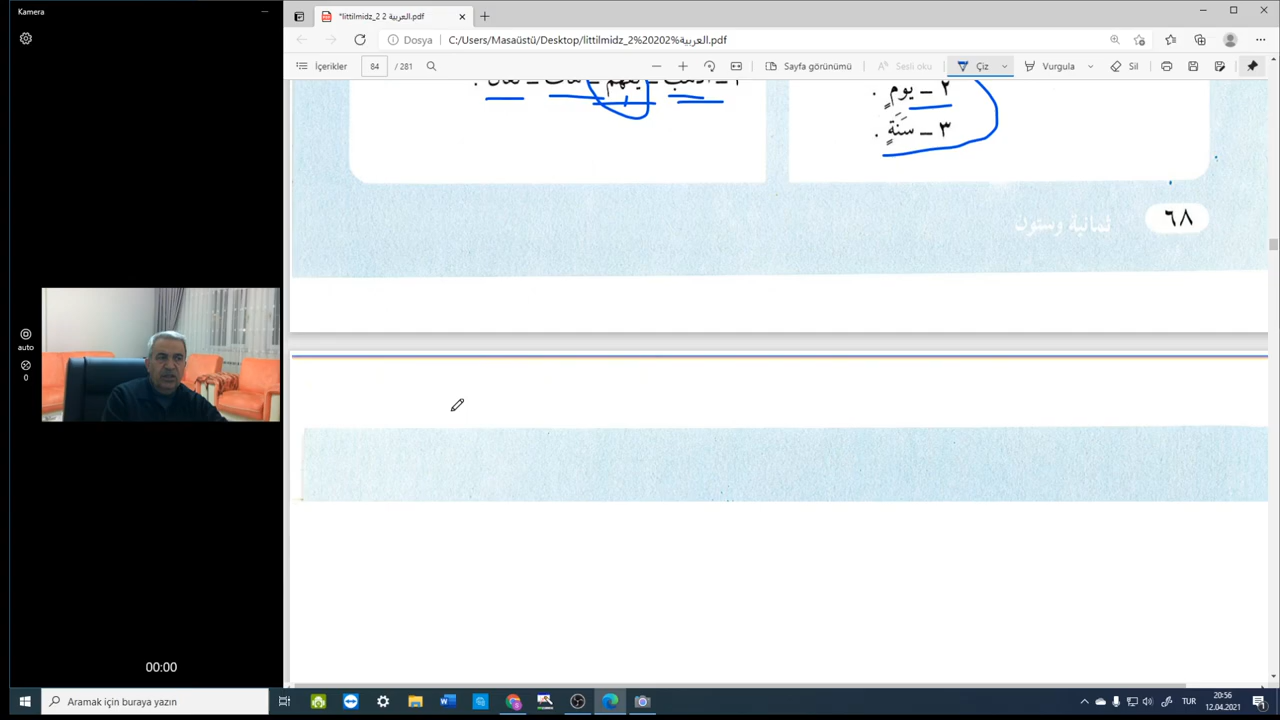 Kamera
*littilmidz_2 2 العربية.pdf
Dosya
C:/Users/Masaüstü/Desktop/littilmidz_2%20202%العربية.pdf
İçerikler
84
/ 281
Sayfa görünümü
Sesli oku
Çiz
Vurgula
Sil
٢ ــ يومٍ .
٣ ــ سَنَةٍ .
٦٨
ثمانية وستون
auto
0
00:00
Aramak için buraya yazın
TUR
20:56
12.04.2021